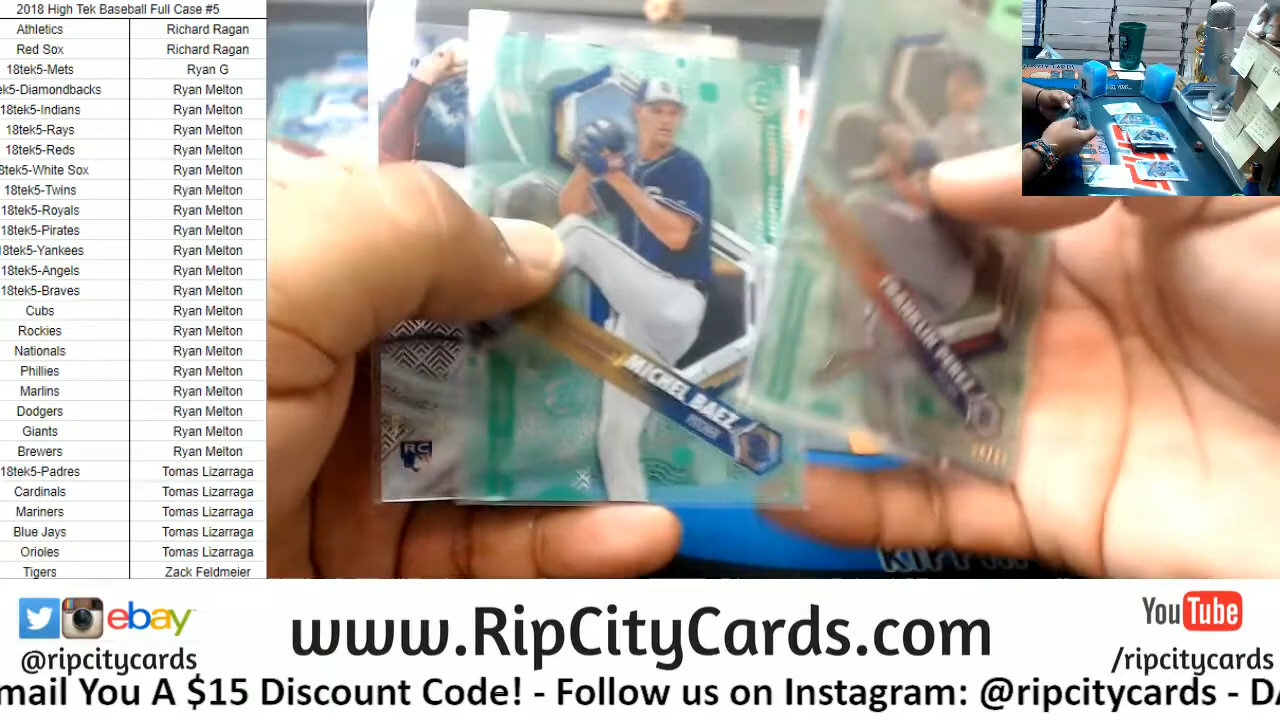 2018 High Tek Baseball Full Case #5
Athletics Richard Ragan
Red Sox Richard Ragan
18tek5-Mets Ryan G
ek5-Diamondbacks Ryan Melton
18tek5-Indians Ryan Melton
18tek5-Rays Ryan Melton
18tek5-Reds Ryan Melton
8tek5-White Sox Ryan Melton
18tek5-Twins Ryan Melton
18tek5-Royals Ryan Melton
18tek5-Pirates Ryan Melton
18tek5-Yankees Ryan Melton
18tek5-Angels Ryan Melton
18tek5-Braves Ryan Melton
Cubs Ryan Melton
Rockies Ryan Melton
Nationals Ryan Melton
Phillies Ryan Melton
Marlins Ryan Melton
Dodgers Ryan Melton
Giants Ryan Melton
Brewers Ryan Melton
18tek5-Padres Tomas Lizarraga
Cardinals Tomas Lizarraga
Mariners Tomas Lizarraga
Blue Jays Tomas Lizarraga
Orioles Tomas Lizarraga
Tigers Zack Feldmeier
FRANKLIN PEREZ
MICHEL BAEZ
RC
ebay
@ripcitycards
www.RipCityCards.com
YouTube
/ripcitycards
mail You A $15 Discount Code! - Follow us on Instagram: @ripcitycards - DA